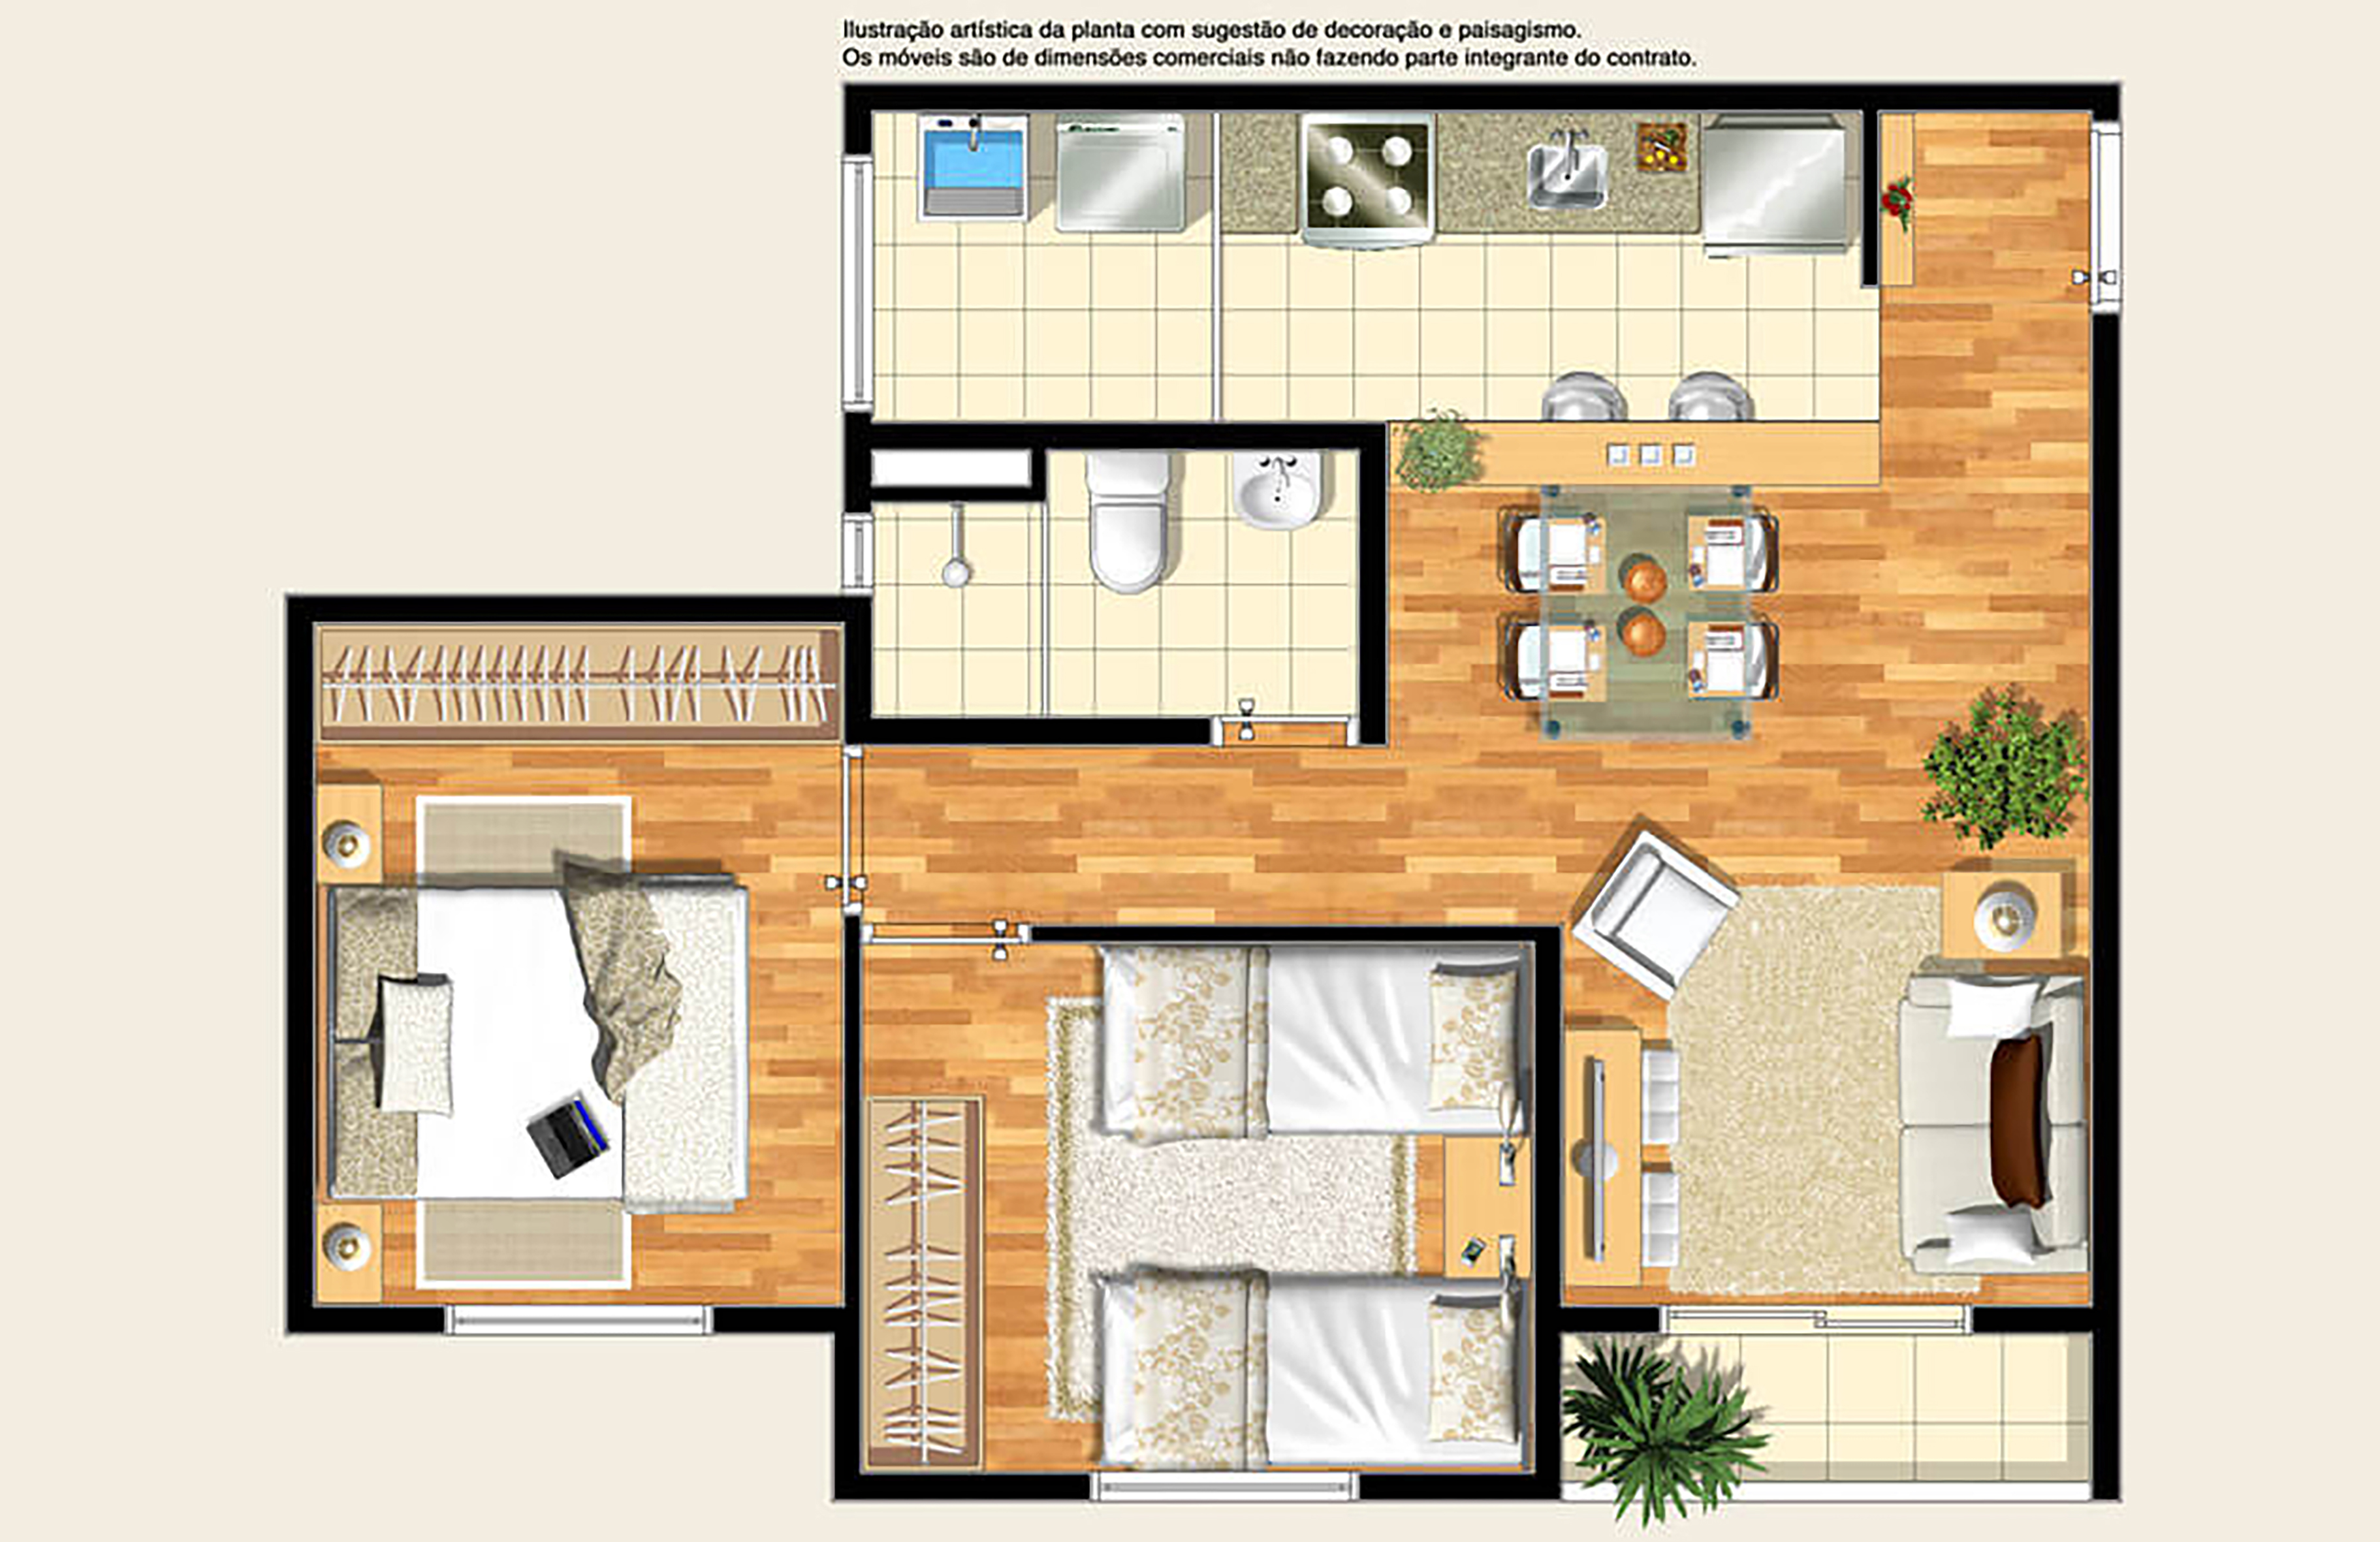 Ilustração artística da planta com sugestão de decoração e paisagismo.
Os móveis são de dimensões comerciais não fazendo parte integrante do contrato.